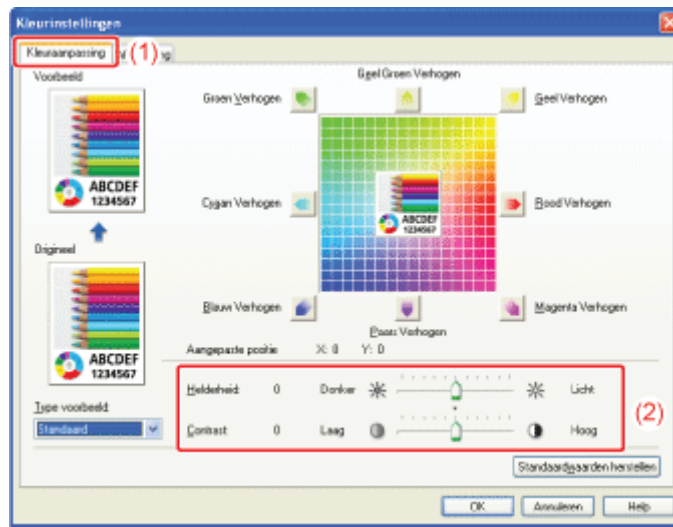 Kleurinstellingen
Kleuraanpassing
(1)
Voorbeeld
ABCDEF
1234567
Origineel
ABCDEF
1234567
Type voorbeeld
Standaard
Geel Groen Verhogen
Groen Verhogen
Geel Verhogen
Cyaan Verhogen
ABCDEF
1234567
Rood Verhogen
Blauw Verhogen
Magenta Verhogen
Paars Verhogen
Aangepaste positie X: 0 Y: 0
Helderheid: 0 Donker Licht
Contrast: 0 Laag Hoog
(2)
Standaardwaarden herstellen
OK Annuleren Help